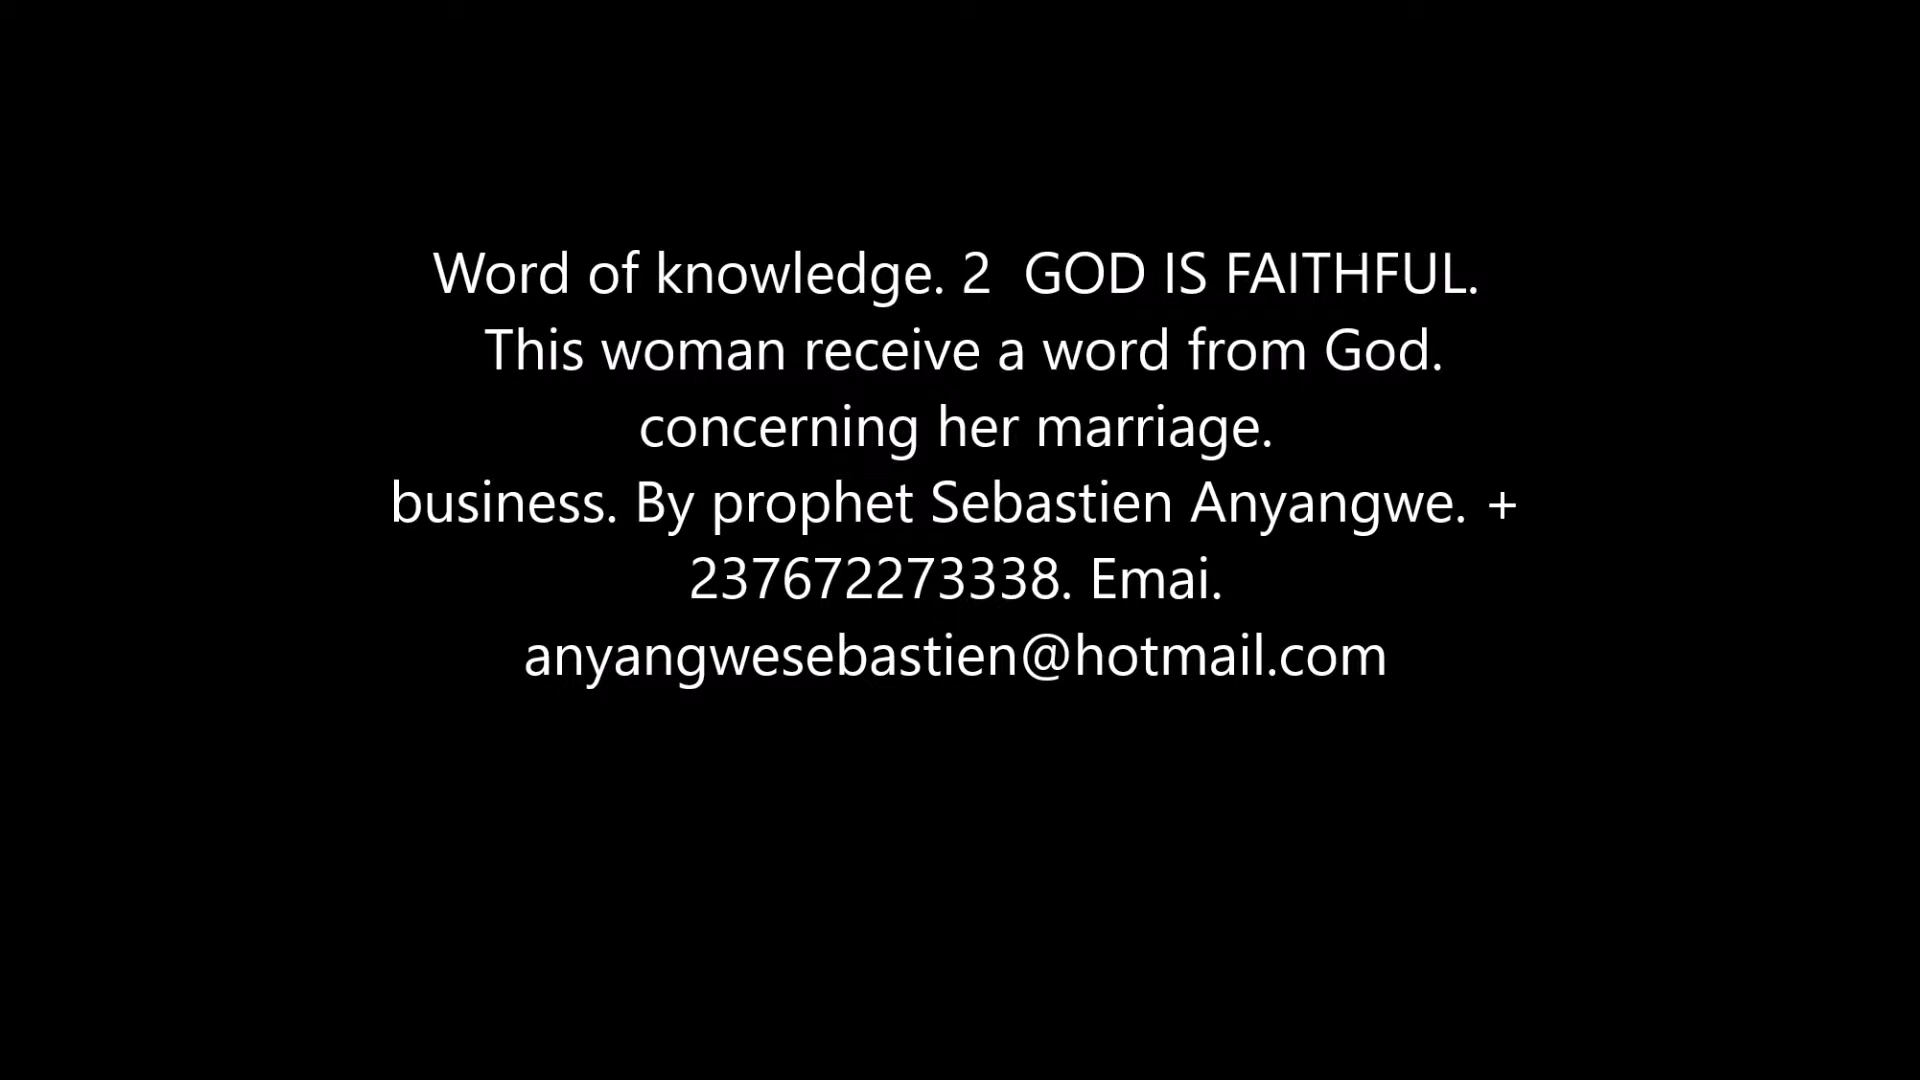 Word of knowledge. 2  GOD IS FAITHFUL.
This woman receive a word from God.
concerning her marriage.
business. By prophet Sebastien Anyangwe. +
237672273338. Emai.
anyangwesebastien@hotmail.com